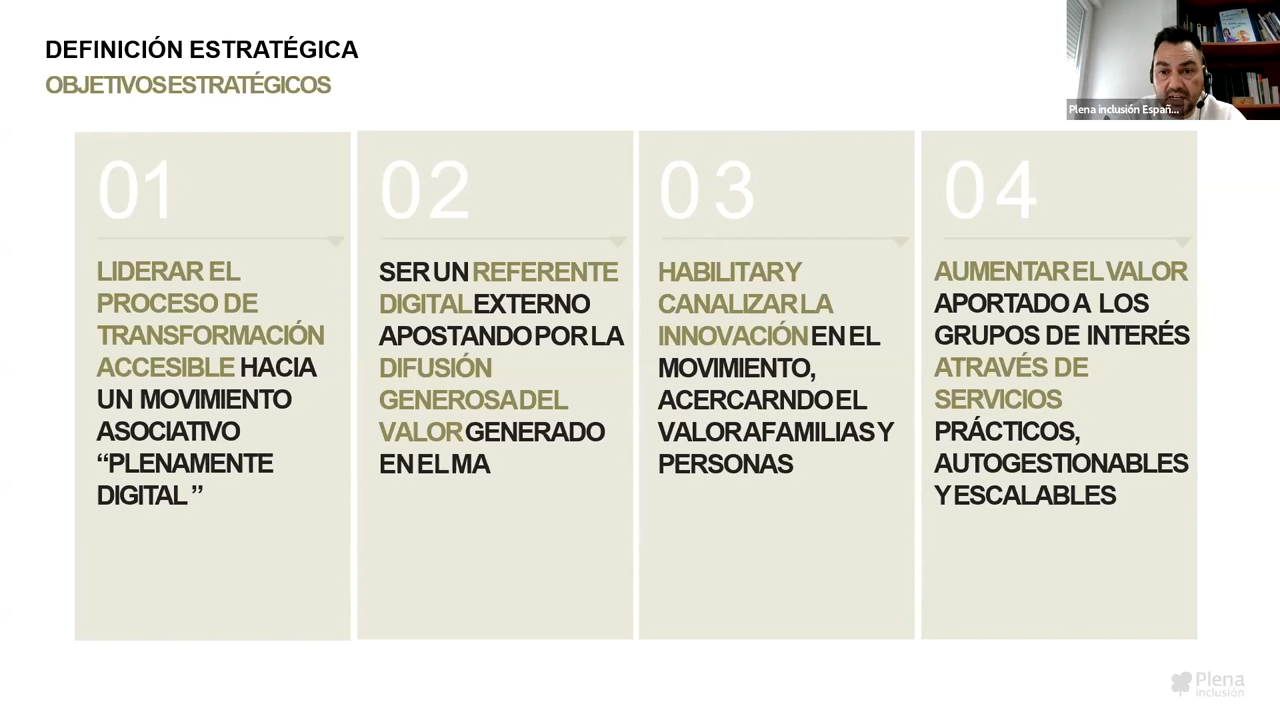 DEFINICIÓN ESTRATÉGICA
OBJETIVOS ESTRATÉGICOS
Plena inclusión Españ...
01
LIDERAR EL
PROCESO DE
TRANSFORMACIÓN
ACCESIBLE HACIA
UN MOVIMIENTO
ASOCIATIVO
“PLENAMENTE
DIGITAL ”
02
SER UN REFERENTE
DIGITAL EXTERNO
APOSTANDO POR LA
DIFUSIÓN
GENEROSA DEL
VALOR GENERADO
EN EL MA
03
HABILITAR Y
CANALIZAR LA
INNOVACIÓN EN EL
MOVIMIENTO,
ACERCARNDO EL
VALOR A FAMILIAS Y
PERSONAS
04
AUMENTAR EL VALOR
APORTADO A LOS
GRUPOS DE INTERÉS
A TRAVÉS DE
SERVICIOS
PRÁCTICOS,
AUTOGESTIONABLES
Y ESCALABLES
Plena
inclusión